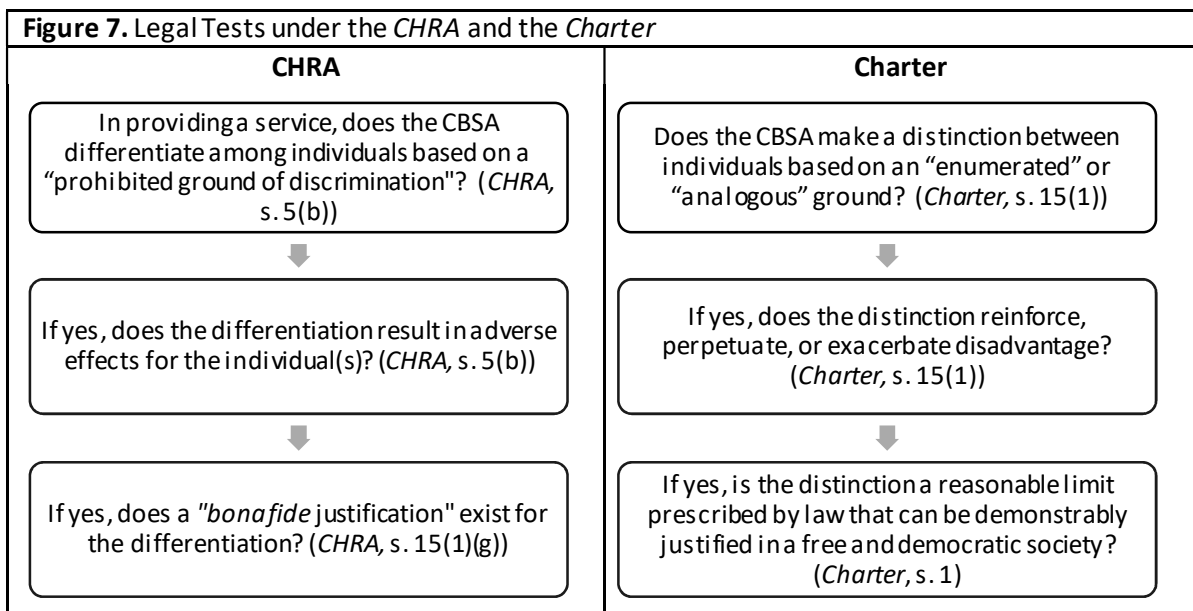 Figure 7. Legal Tests under the CHRA and the Charter
CHRA
In providing a service, does the CBSA
differentiate among individuals based on a
“prohibited ground of discrimination"? (CHRA,
s. 5(b))
If yes, does the differentiation result in adverse
effects for the individual(s)? (CHRA, s. 5(b))
If yes, does a "bona fide justification" exist for
the differentiation? (CHRA, s. 15(1)(g))
Charter
Does the CBSA make a distinction between
individuals based on an “enumerated” or
“analogous” ground? (Charter, s. 15(1))
If yes, does the distinction reinforce,
perpetuate, or exacerbate disadvantage?
(Charter, s. 15(1))
If yes, is the distinction a reasonable limit
prescribed by law that can be demonstrably
justified in a free and democratic society?
(Charter, s. 1)